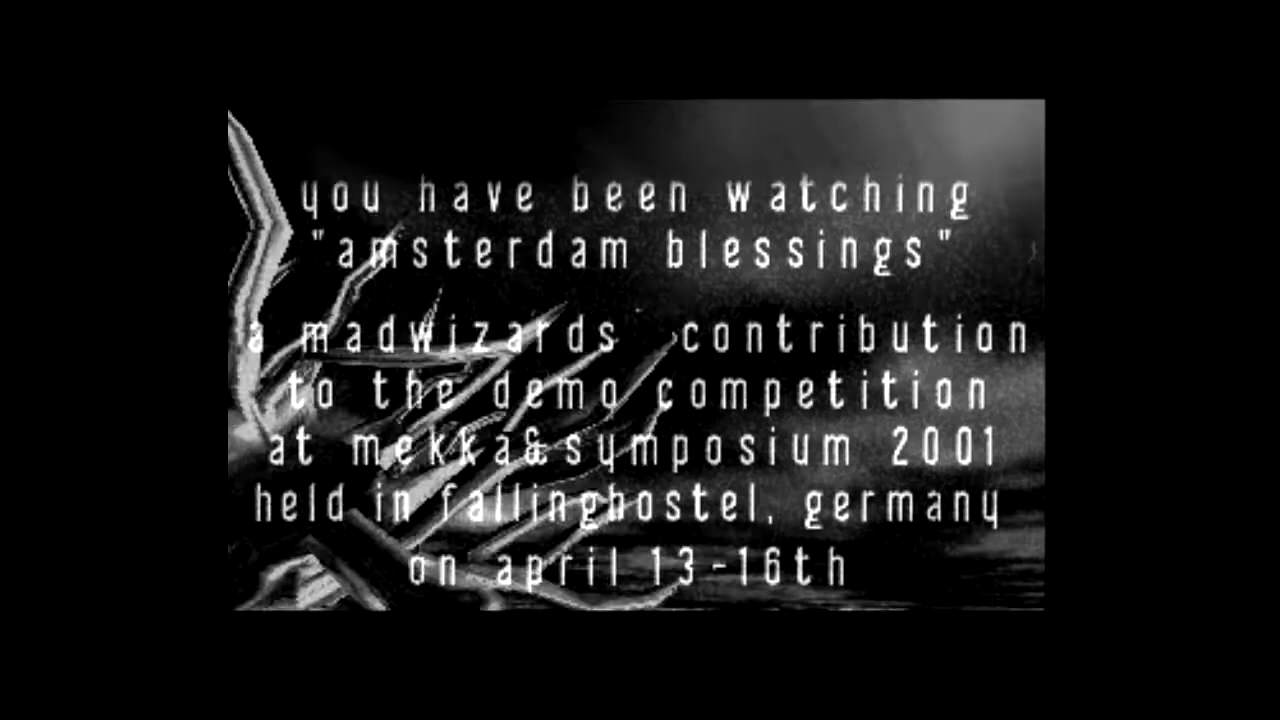 you have been watching
"amsterdam blessings"
a madwizards contribution
to the demo competition
at mekka&symposium 2001
held in fallinghostel, germany
on april 13-16th